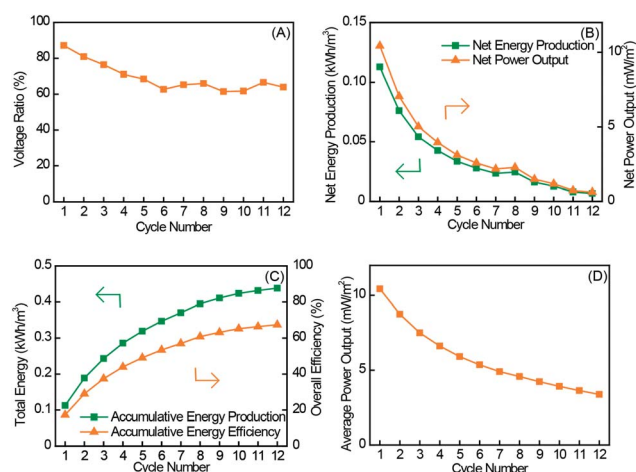 (A)
Voltage Ratio (%)
100
80
60
40
20
0
1 2 3 4 5 6 7 8 9 10 11 12
Cycle Number
(B)
Net Energy Production (kWh/m³)
0.15
0.10
0.05
0
Net Energy Production
Net Power Output
10
5
0
Net Power Output (mW/m²)
1 2 3 4 5 6 7 8 9 10 11 12
Cycle Number
(C)
Total Energy (kWh/m³)
0.5
0.4
0.3
0.2
0.1
0
Accumulative Energy Production
Accumulative Energy Efficiency
100
80
60
40
20
0
Overall Efficiency (%)
1 2 3 4 5 6 7 8 9 10 11 12
Cycle Number
(D)
Average Power Output (mW/m²)
10
5
0
1 2 3 4 5 6 7 8 9 10 11 12
Cycle Number